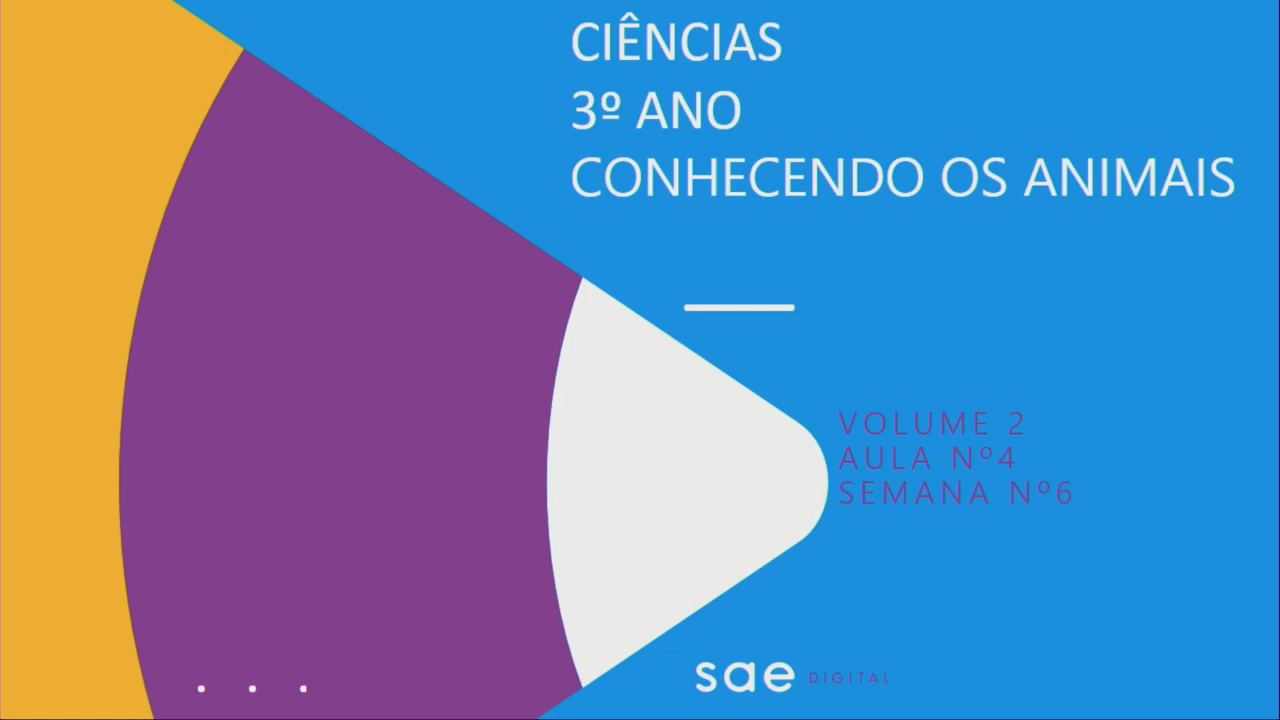 CIÊNCIAS
3º ANO
CONHECENDO OS ANIMAIS
VOLUME 2
AULA Nº4
SEMANA Nº6
sae DIGITAL